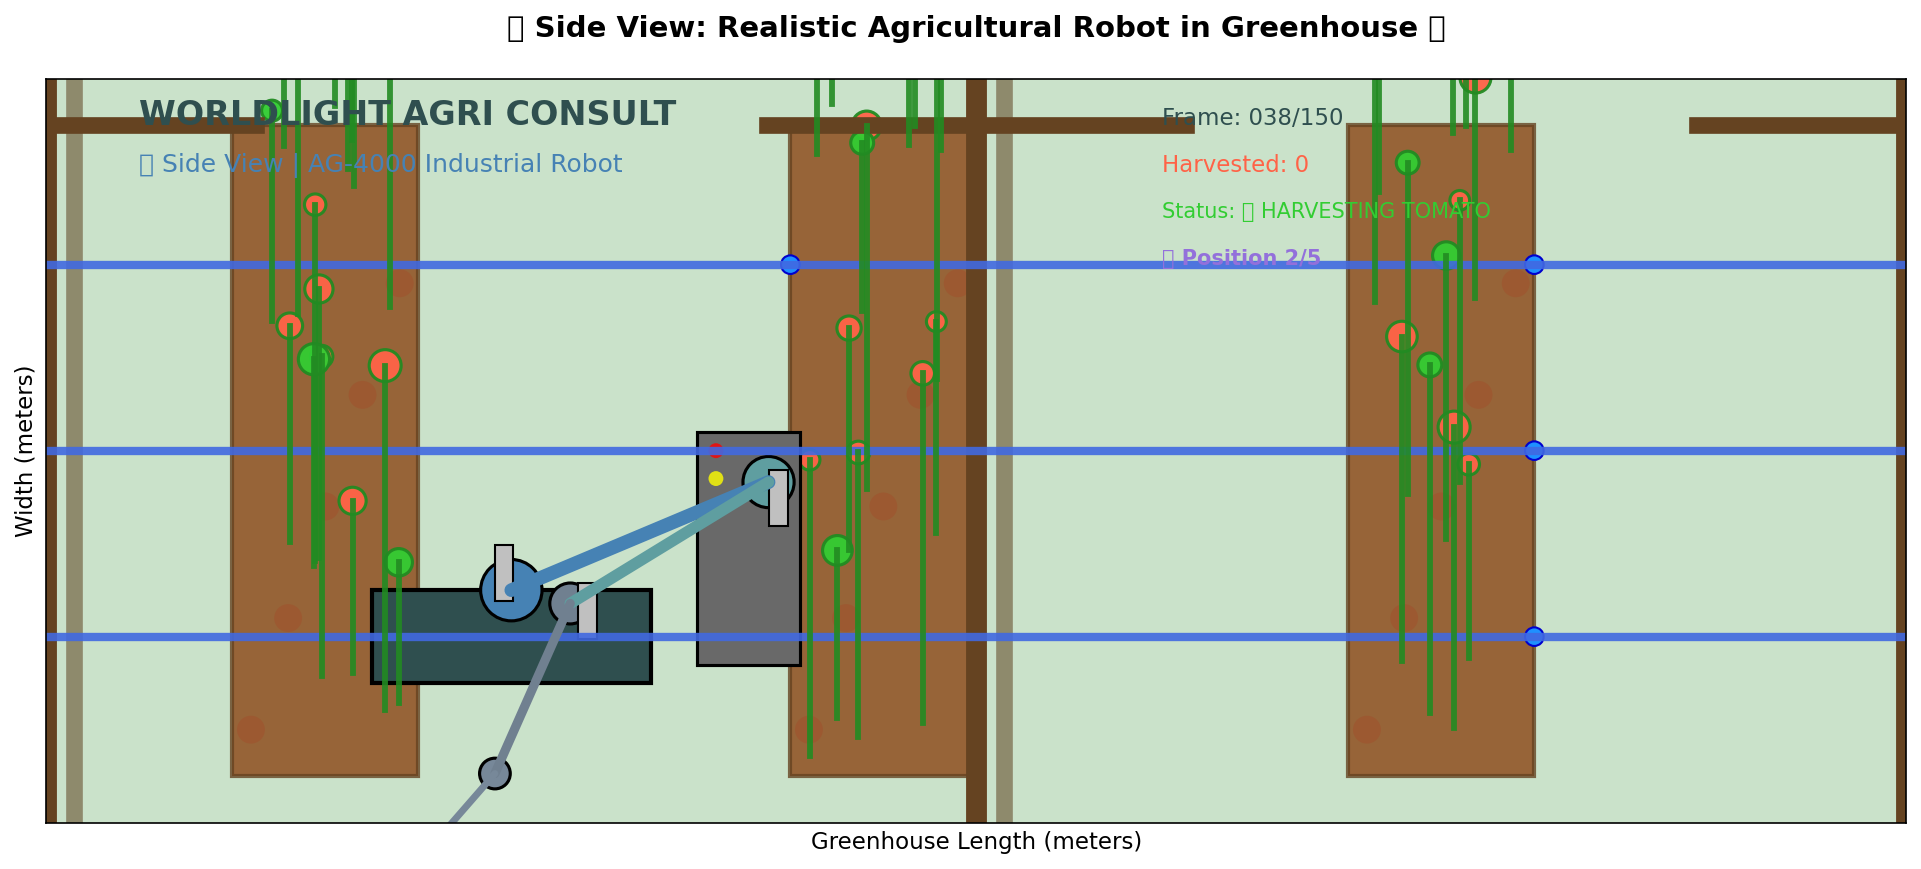 ▯ Side View: Realistic Agricultural Robot in Greenhouse ▯
WORLDLIGHT AGRI CONSULT
▯ Side View | AG-4000 Industrial Robot
Frame: 038/150
Harvested: 0
Status: ▯ HARVESTING TOMATO
▯ Position 2/5
Width (meters)
Greenhouse Length (meters)